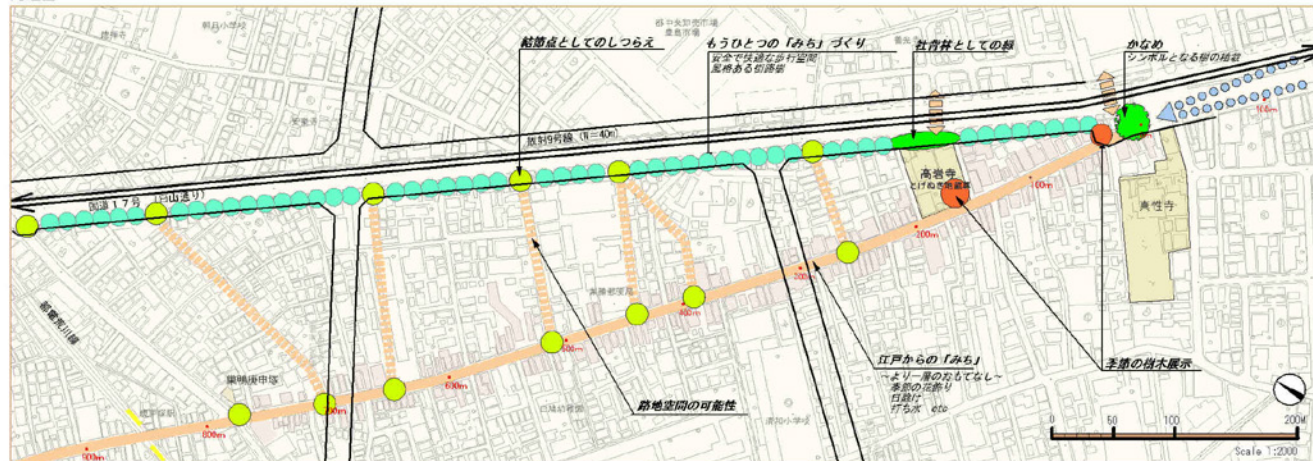 結節点としてのしつらえ
もうひとつの「みち」づくり
安全で快適な歩行空間
風格ある街路樹
社背林としての緑
かなめ
シンボルとなる樹の植栽
放射9号線 (W=40m)
国道17号 (白山通り)
高岩寺
とげぬき地蔵尊
真性寺
100m
100m
200m
300m
400m
500m
600m
700m
800m
900m
都電荒川線
巣鴨庚申塚
路地空間の可能性
江戸からの「みち」
~より一層のおもてなし~
季節の花飾り
日除け
打ち水 etc
季節の樹木展示
0 50 100 200M
Scale 1:2000